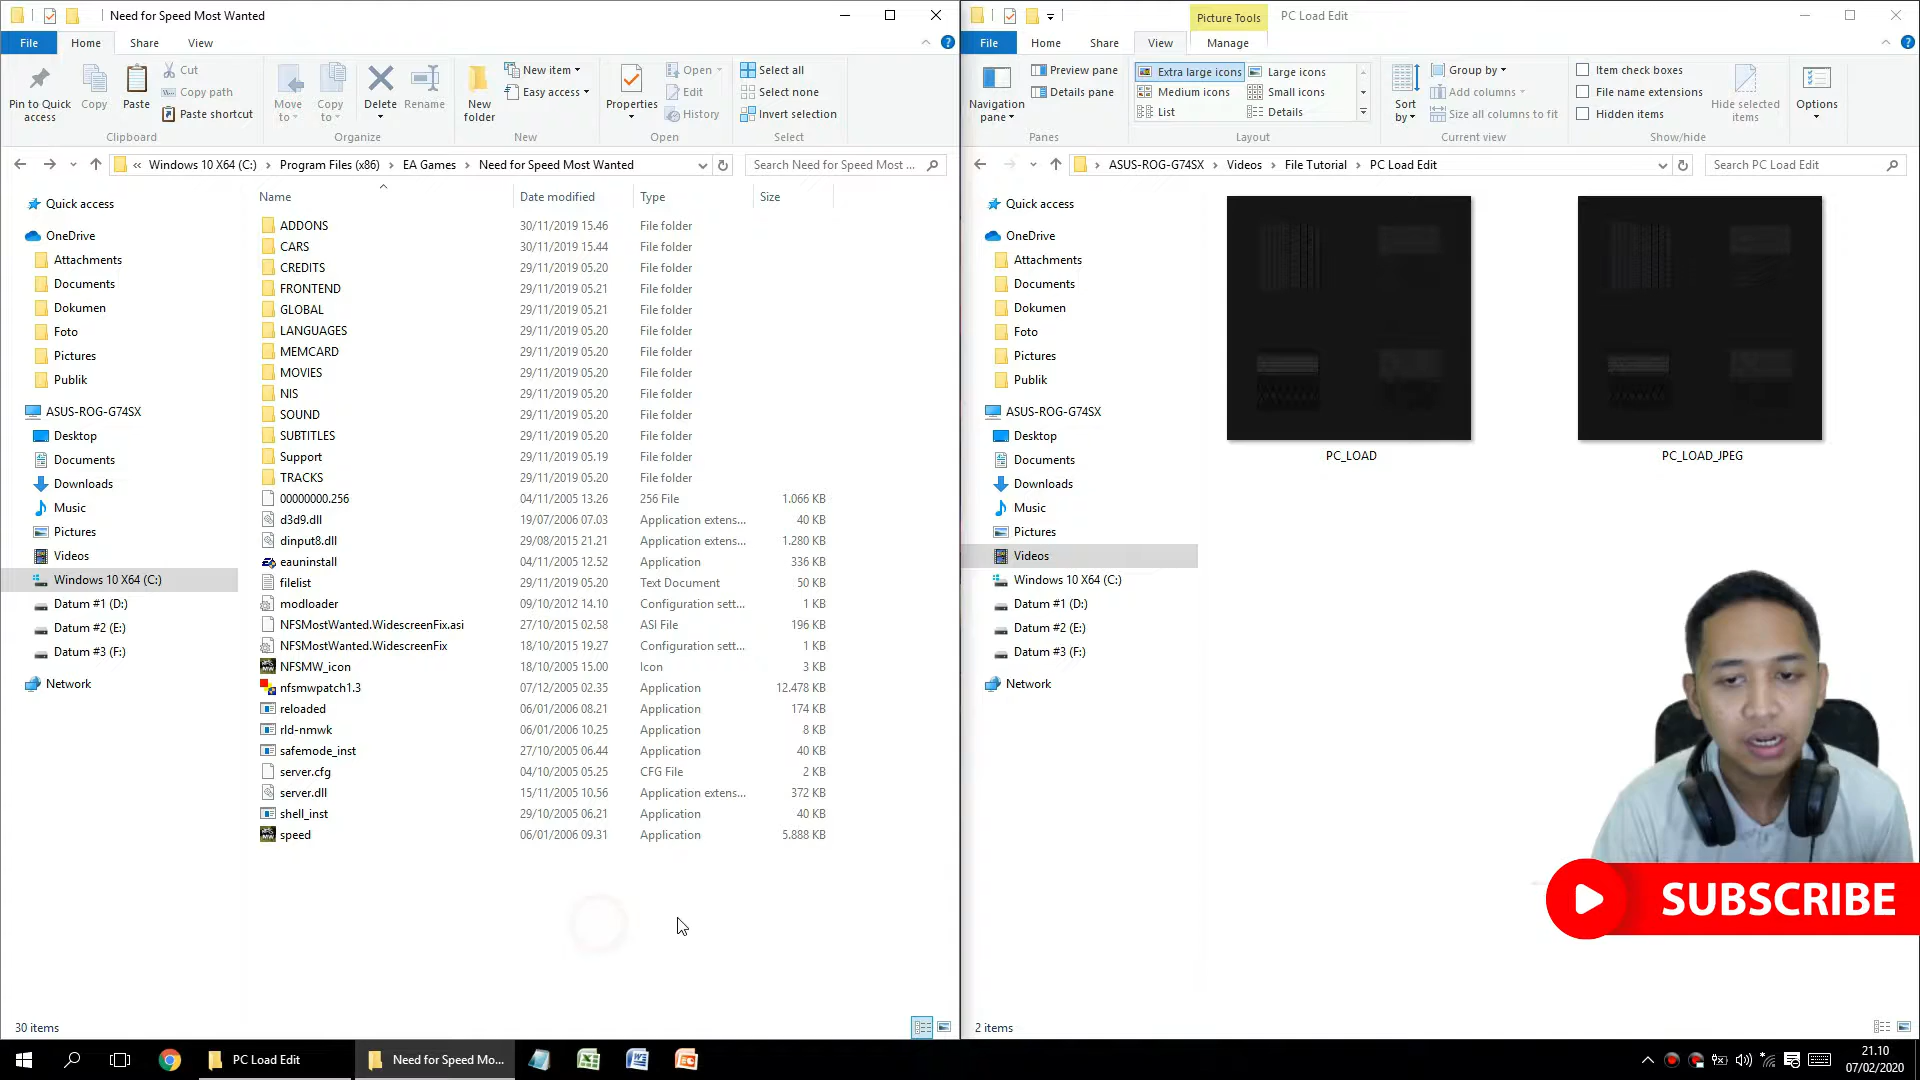 Need for Speed Most Wanted
File
Home
Share
View
Pin to Quick access
Copy
Paste
Cut
Copy path
Paste shortcut
Clipboard
Move to
Copy to
Delete
Rename
Organize
New folder
New item
Easy access
New
Properties
Open
Edit
History
Open
Select all
Select none
Invert selection
Select
« Windows 10 X64 (C:) > Program Files (x86) > EA Games > Need for Speed Most Wanted
Search Need for Speed Most ...
Quick access
OneDrive
Attachments
Documents
Dokumen
Foto
Pictures
Publik
ASUS-ROG-G74SX
Desktop
Documents
Downloads
Music
Pictures
Videos
Windows 10 X64 (C:)
Datum #1 (D:)
Datum #2 (E:)
Datum #3 (F:)
Network
Name Date modified Type Size
ADDONS 30/11/2019 15.46 File folder
CARS 30/11/2019 15.44 File folder
CREDITS 29/11/2019 05.20 File folder
FRONTEND 29/11/2019 05.21 File folder
GLOBAL 29/11/2019 05.21 File folder
LANGUAGES 29/11/2019 05.20 File folder
MEMCARD 29/11/2019 05.20 File folder
MOVIES 29/11/2019 05.20 File folder
NIS 29/11/2019 05.20 File folder
SOUND 29/11/2019 05.20 File folder
SUBTITLES 29/11/2019 05.20 File folder
Support 29/11/2019 05.19 File folder
TRACKS 29/11/2019 05.20 File folder
00000000.256 04/11/2005 13.26 256 File 1.066 KB
d3d9.dll 19/07/2006 07.03 Application extens... 40 KB
dinput8.dll 29/08/2015 21.21 Application extens... 1.280 KB
eauninstall 04/11/2005 12.52 Application 336 KB
filelist 29/11/2019 05.20 Text Document 50 KB
modloader 09/10/2012 14.10 Configuration sett... 1 KB
NFSMostWanted.WidescreenFix.asi 27/10/2015 02.58 ASI File 196 KB
NFSMostWanted.WidescreenFix 18/10/2015 19.27 Configuration sett... 1 KB
NFSMW_icon 18/10/2005 15.00 Icon 3 KB
nfsmwpatch1.3 07/12/2005 02.35 Application 12.478 KB
reloaded 06/01/2006 08.21 Application 174 KB
rld-nmwk 06/01/2006 10.25 Application 8 KB
safemode_inst 27/10/2005 06.44 Application 40 KB
server.cfg 04/10/2005 05.25 CFG File 2 KB
server.dll 15/11/2005 10.56 Application extens... 372 KB
shell_inst 29/10/2005 06.21 Application 40 KB
speed 06/01/2006 09.31 Application 5.888 KB
30 items
Picture Tools
PC Load Edit
File
Home
Share
View
Manage
Navigation pane
Preview pane
Details pane
Panes
Extra large icons
Large icons
Medium icons
Small icons
List
Details
Layout
Sort by
Group by
Add columns
Size all columns to fit
Current view
Item check boxes
File name extensions
Hidden items
Hide selected items
Show/hide
Options
> ASUS-ROG-G74SX > Videos > File Tutorial > PC Load Edit
Search PC Load Edit
Quick access
OneDrive
Attachments
Documents
Dokumen
Foto
Pictures
Publik
ASUS-ROG-G74SX
Desktop
Documents
Downloads
Music
Pictures
Videos
Windows 10 X64 (C:)
Datum #1 (D:)
Datum #2 (E:)
Datum #3 (F:)
Network
PC_LOAD
PC_LOAD_JPEG
SUBSCRIBE
2 items
PC Load Edit
Need for Speed Mo...
21.10
07/02/2020